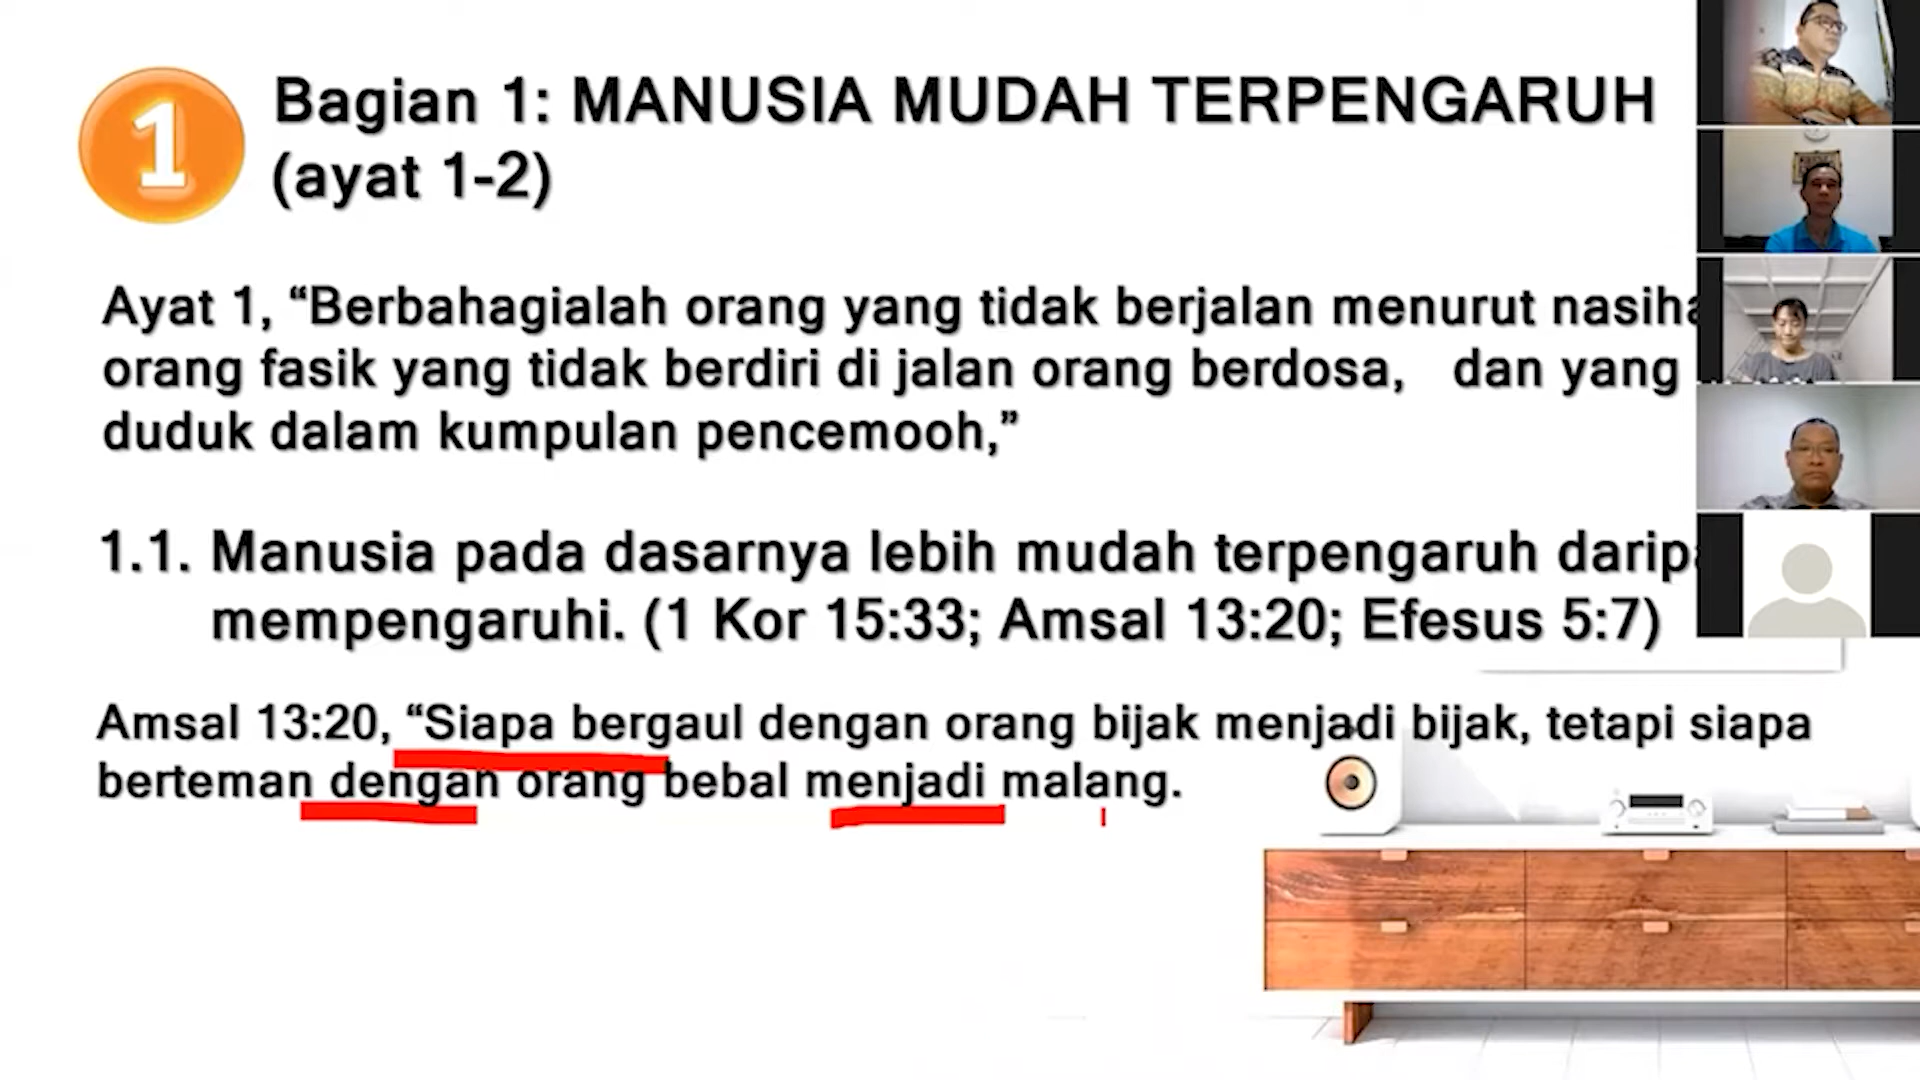 1
Bagian 1: MANUSIA MUDAH TERPENGARUH
(ayat 1-2)
Ayat 1, “Berbahagialah orang yang tidak berjalan menurut
orang fasik yang tidak berdiri di jalan orang berdosa, dan yang
duduk dalam kumpulan pencemooh,”
1.1. Manusia pada dasarnya lebih mudah terpengaruh
mempengaruhi. (1 Kor 15:33; Amsal 13:20; Efesus 5:7)
Amsal 13:20, “Siapa bergaul dengan orang bijak menjadi bijak, tetapi siapa
berteman dengan orang bebal menjadi malang.